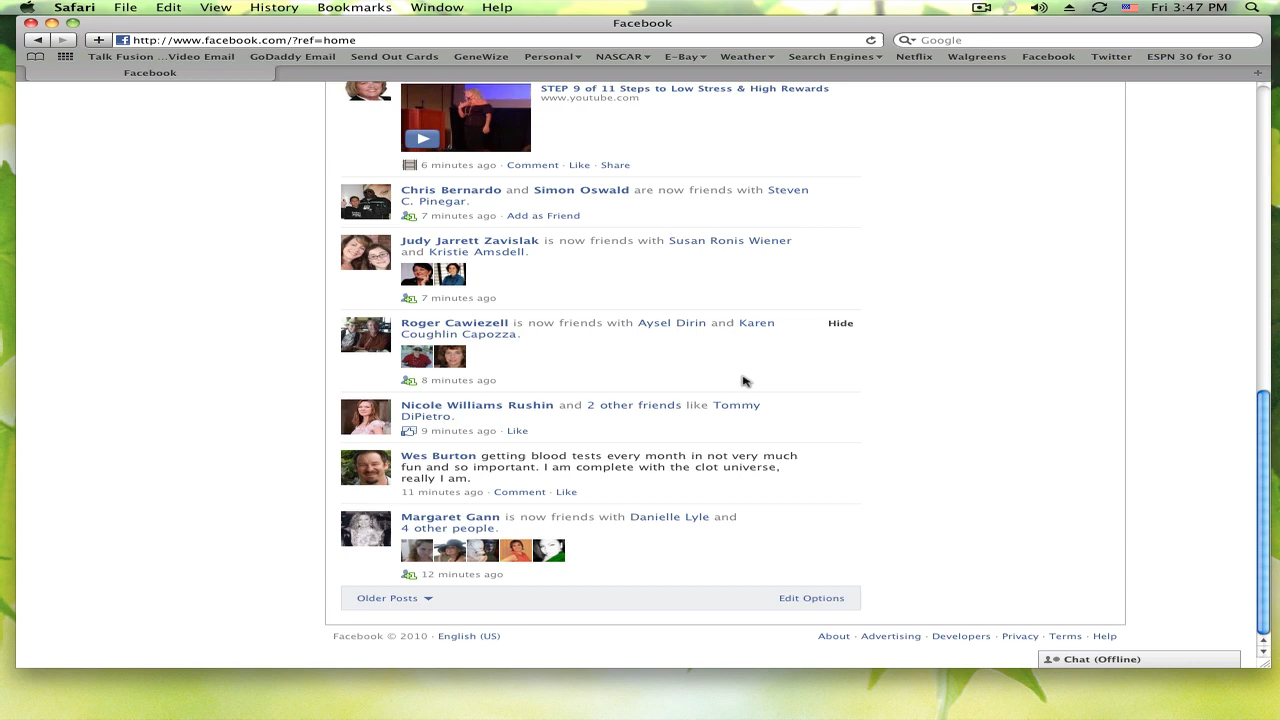 Safari File Edit View History Bookmarks Window Help Fri 3:47 PM
Facebook
http://www.facebook.com/?ref=home Google
Talk Fusion ...Video Email GoDaddy Email Send Out Cards GeneWize Personal NASCAR E-Bay Weather Search Engines Netflix Walgreens Facebook Twitter ESPN 30 for 30
Facebook
STEP 9 of 11 Steps to Low Stress & High Rewards
www.youtube.com
6 minutes ago · Comment · Like · Share
Chris Bernardo and Simon Oswald are now friends with Steven
C. Pinegar.
7 minutes ago · Add as Friend
Judy Jarrett Zavislak is now friends with Susan Ronis Wiener
and Kristie Amsdell.
7 minutes ago
Roger Cawiezell is now friends with Aysel Dirin and Karen Hide
Coughlin Capozza.
8 minutes ago
Nicole Williams Rushin and 2 other friends like Tommy
DiPietro.
9 minutes ago · Like
Wes Burton getting blood tests every month in not very much
fun and so important. I am complete with the clot universe,
really I am.
11 minutes ago · Comment · Like
Margaret Gann is now friends with Danielle Lyle and
4 other people.
12 minutes ago
Older Posts Edit Options
Facebook © 2010 · English (US) About · Advertising · Developers · Privacy · Terms · Help
Chat (Offline)